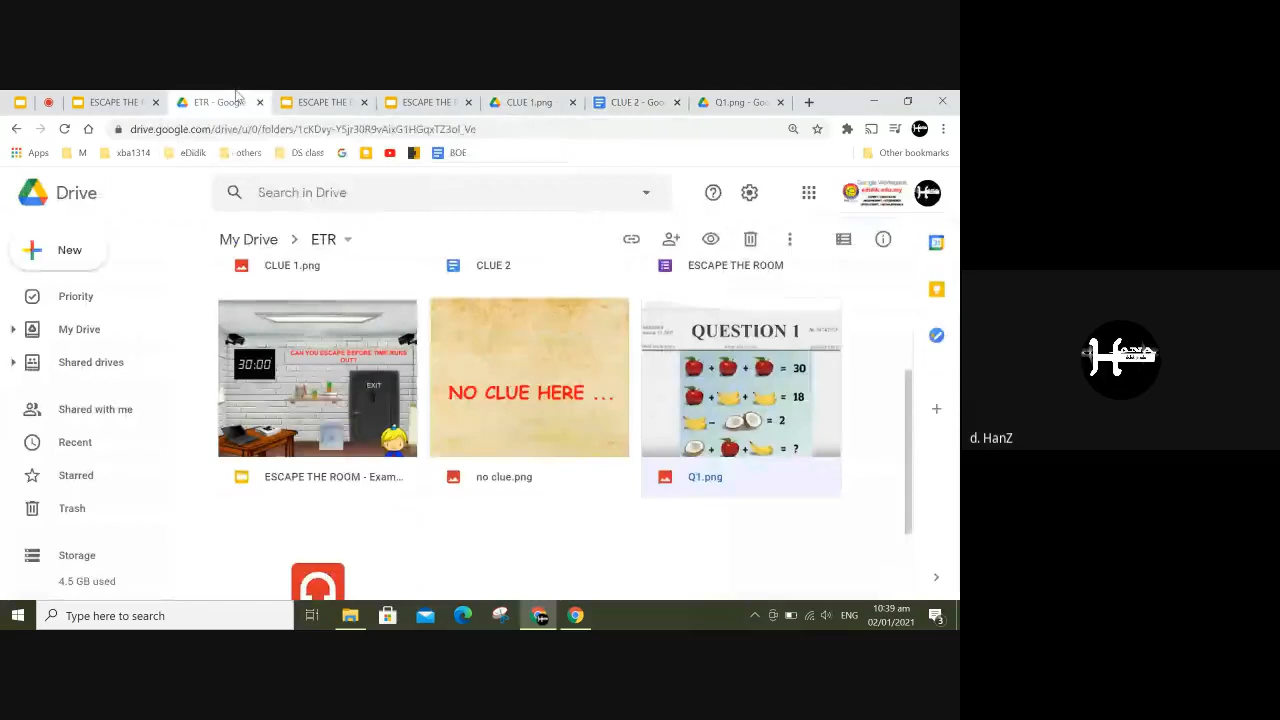 ESCAPE THE
ETR - Goog
ESCAPE THE
ESCAPE THE
CLUE 1.png
CLUE 2 - Goo
Q1.png - Goo
drive.google.com/drive/u/0/folders/1cKDvy-Y5jr30R9vAixG1HGqxTZ3oI_Ve
Apps
M
xba1314
eDidik
others
DS class
BOE
Other bookmarks
Drive
Search in Drive
New
My Drive
ETR
CLUE 1.png
CLUE 2
ESCAPE THE ROOM
Priority
My Drive
Shared drives
Shared with me
Recent
Starred
Trash
Storage
4.5 GB used
30:00
CAN YOU ESCAPE BEFORE TIME RUNS
OUT?
EXIT
NO CLUE HERE ...
QUESTION 1
+ + = 30
+ + = 18
- = 2
+ + = ?
ESCAPE THE ROOM - Exam...
no clue.png
Q1.png
d. HanZ
Type here to search
ENG
10:39 am
02/01/2021
3